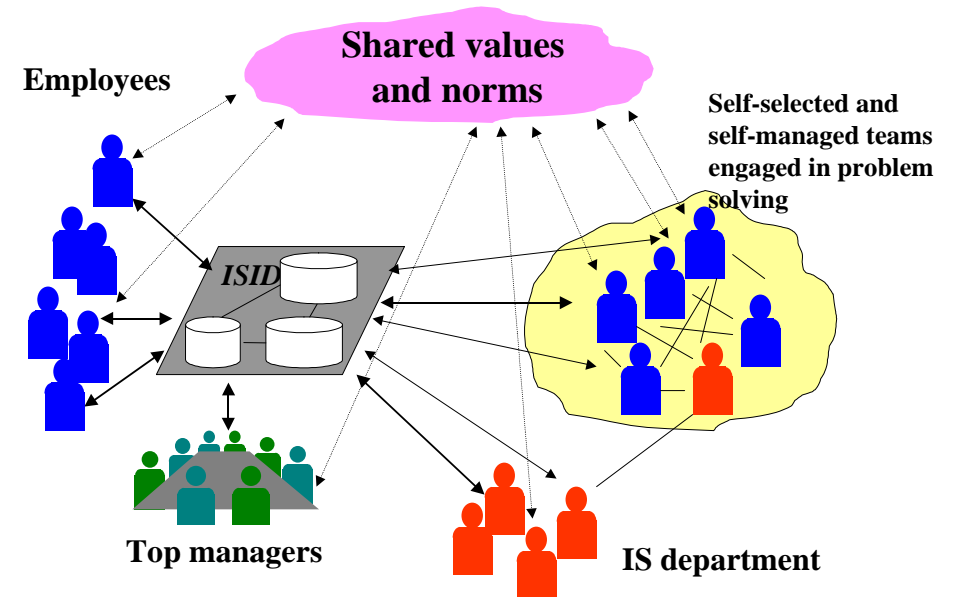 Shared values
and norms
Employees
Self-selected and
self-managed teams
engaged in problem
solving
ISID
Top managers
IS department